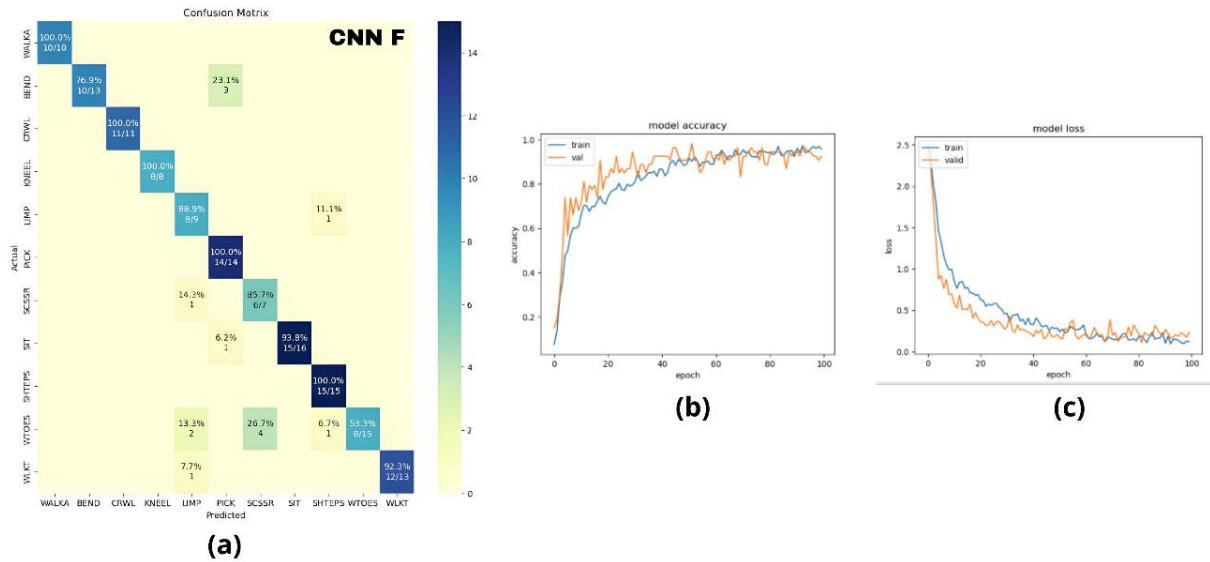 Confusion Matrix
CNN F
Actual
WALKA
BEND
CRWL
KNEEL
LIMP
PICK
SCSSR
SIT
SHTEPS
WTOES
WLKT
100.0%
10/10
76.9%
10/13
23.1%
3
100.0%
11/11
100.0%
8/8
88.9%
8/9
11.1%
1
100.0%
14/14
14.3%
1
85.7%
6/7
6.2%
1
93.8%
15/16
100.0%
15/15
13.3%
2
26.7%
4
6.7%
1
53.3%
8/15
7.7%
1
92.3%
12/13
WALKA BEND CRWL KNEEL LIMP PICK SCSSR SIT SHTEPS WTOES WLKT
Predicted
14
12
10
8
6
4
2
0
(a)
model accuracy
train
val
accuracy
1.0
0.8
0.6
0.4
0.2
0 20 40 60 80 100
epoch
(b)
model loss
train
valid
loss
2.5
2.0
1.5
1.0
0.5
0.0
0 20 40 60 80 100
epoch
(c)